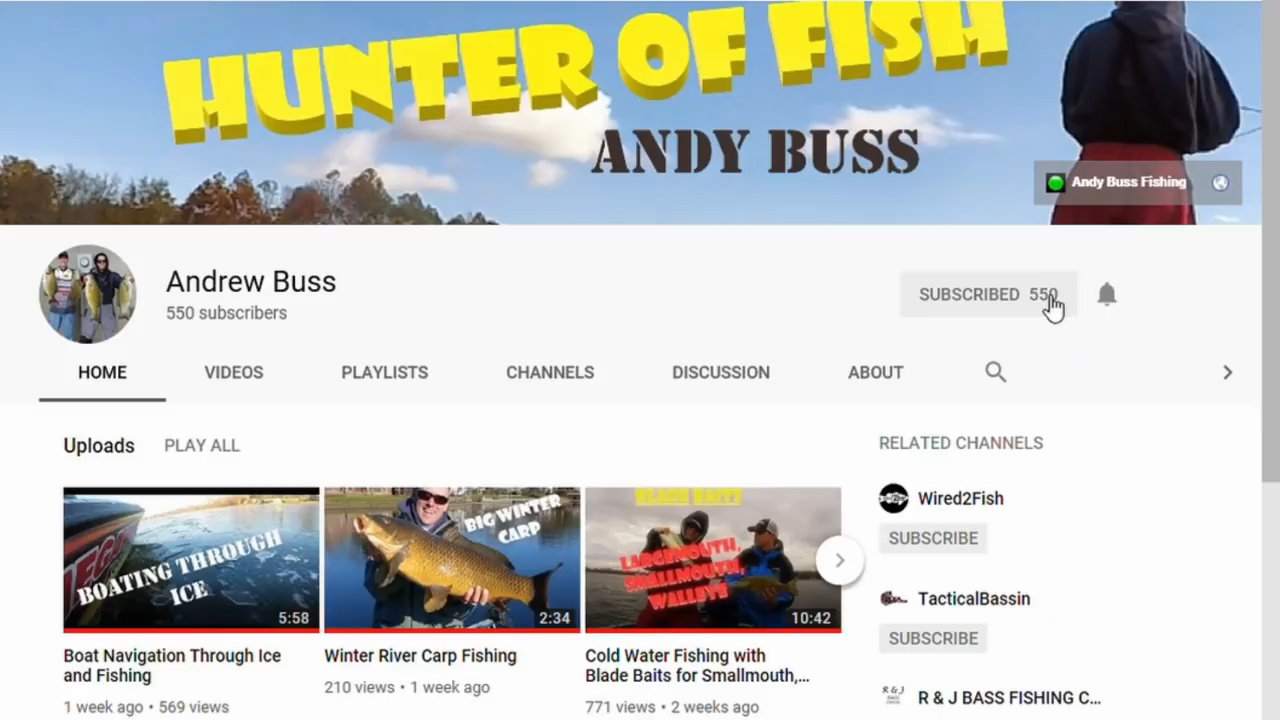 HUNTER OF FISH
ANDY BUSS
Andy Buss Fishing
Andrew Buss
550 subscribers
SUBSCRIBED 550
HOME VIDEOS PLAYLISTS CHANNELS DISCUSSION ABOUT
Uploads PLAY ALL
BOATING THROUGH
ICE
5:58
BIG WINTER
CARP
2:34
BLADE BAITS
LARGEMOUTH,
SMALLMOUTH,
WALLEYE
10:42
Boat Navigation Through Ice
and Fishing
1 week ago • 569 views
Winter River Carp Fishing
210 views • 1 week ago
Cold Water Fishing with
Blade Baits for Smallmouth,...
771 views • 2 weeks ago
RELATED CHANNELS
Wired2Fish
SUBSCRIBE
TacticalBassin
SUBSCRIBE
R & J
R & J BASS FISHING C...